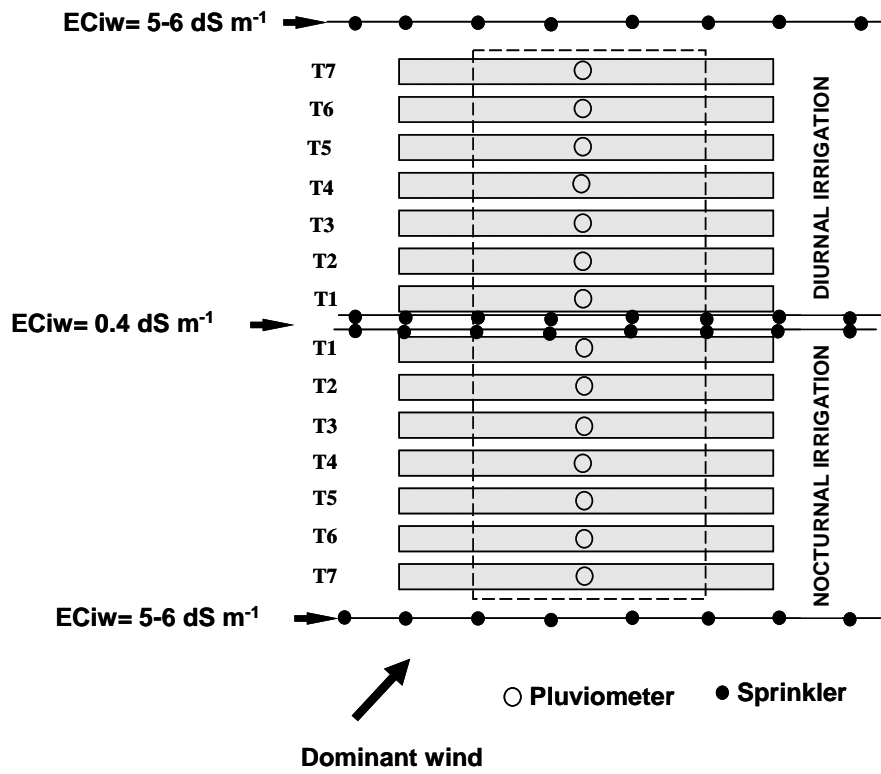 ECiw= 5-6 dS m-1
T7
T6
T5
T4
T3
T2
T1
DIURNAL IRRIGATION
ECiw= 0.4 dS m-1
T1
T2
T3
T4
T5
T6
T7
NOCTURNAL IRRIGATION
ECiw= 5-6 dS m-1
Pluviometer
Sprinkler
Dominant wind